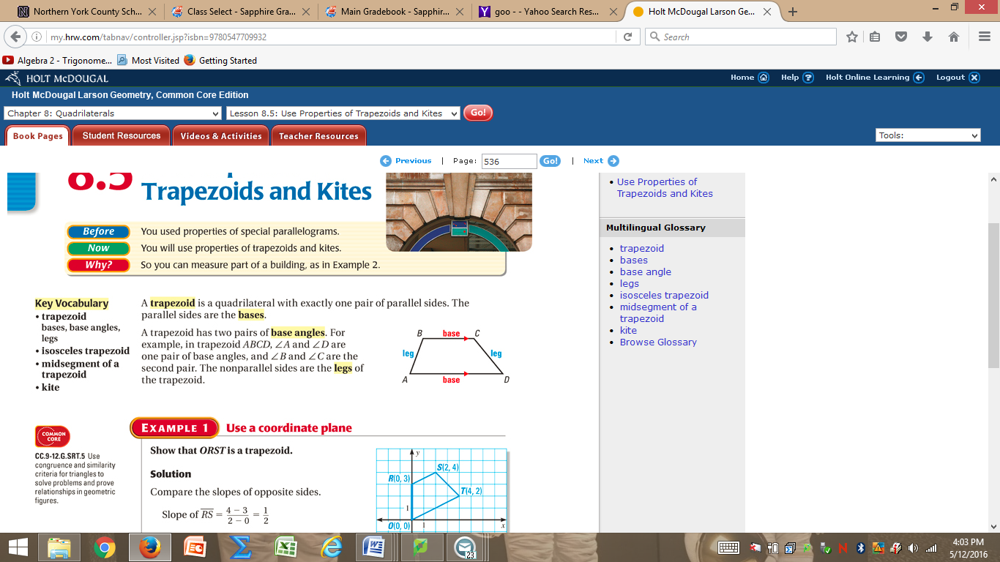 Northern York County Sch...
Class Select - Sapphire Gra...
Main Gradebook - Sapphir...
goo - - Yahoo Search Res...
Holt McDougal Larson Ge...
my.hrw.com/tabnav/controller.jsp?isbn=9780547709932
Search
Algebra 2 - Trigonome...
Most Visited
Getting Started
HOLT McDOUGAL
Home
Help
Holt Online Learning
Logout
Holt McDougal Larson Geometry, Common Core Edition
Chapter 8: Quadrilaterals
Lesson 8.5: Use Properties of Trapezoids and Kites
Go!
Book Pages
Student Resources
Videos & Activities
Teacher Resources
Tools:
Previous | Page: 536 Go! | Next
8.5
Trapezoids and Kites
Before You used properties of special parallelograms.
Now You will use properties of trapezoids and kites.
Why? So you can measure part of a building, as in Example 2.
Key Vocabulary
• trapezoid
bases, base angles,
legs
• isosceles trapezoid
• midsegment of a
trapezoid
• kite
A trapezoid is a quadrilateral with exactly one pair of parallel sides. The
parallel sides are the bases.
A trapezoid has two pairs of base angles. For
example, in trapezoid ABCD, ∠A and ∠D are
one pair of base angles, and ∠B and ∠C are the
second pair. The nonparallel sides are the legs of
the trapezoid.
B base C
leg leg
A base D
COMMON
CORE
CC.9-12.G.SRT.5 Use
congruence and similarity
criteria for triangles to
solve problems and prove
relationships in geometric
figures.
EXAMPLE 1 Use a coordinate plane
Show that ORST is a trapezoid.
Solution
Compare the slopes of opposite sides.
Slope of RS = 4 − 3 / 2 − 0 = 1/2
y
S(2, 4)
R(0, 3)
T(4, 2)
1
O(0, 0) 1 x
• Use Properties of
Trapezoids and Kites
Multilingual Glossary
• trapezoid
• bases
• base angle
• legs
• isosceles trapezoid
• midsegment of a
trapezoid
• kite
• Browse Glossary
23
4:03 PM
5/12/2016